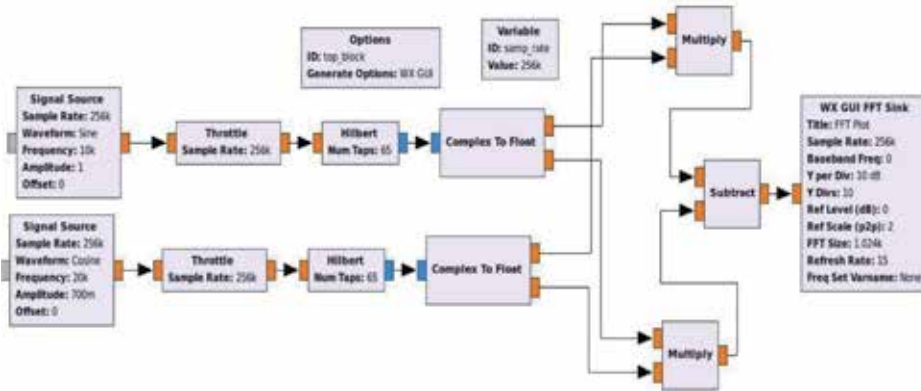 Options
ID: top_block
Generate Options: WX GUI
Variable
ID: samp_rate
Value: 256k
Multiply
Signal Source
Sample Rate: 256k
Waveform: Sine
Frequency: 10k
Amplitude: 1
Offset: 0
Throttle
Sample Rate: 256k
Hilbert
Num Taps: 65
Complex To Float
WX GUI FFT Sink
Title: FFT Plot
Sample Rate: 256k
Baseband Freq: 0
Y per Div: 10 dB
Y Divs: 10
Ref Level (dB): 0
Ref Scale (p2p): 2
FFT Size: 1.024k
Refresh Rate: 15
Freq Set Varname: None
Subtract
Signal Source
Sample Rate: 256k
Waveform: Cosine
Frequency: 20k
Amplitude: 700m
Offset: 0
Throttle
Sample Rate: 256k
Hilbert
Num Taps: 65
Complex To Float
Multiply